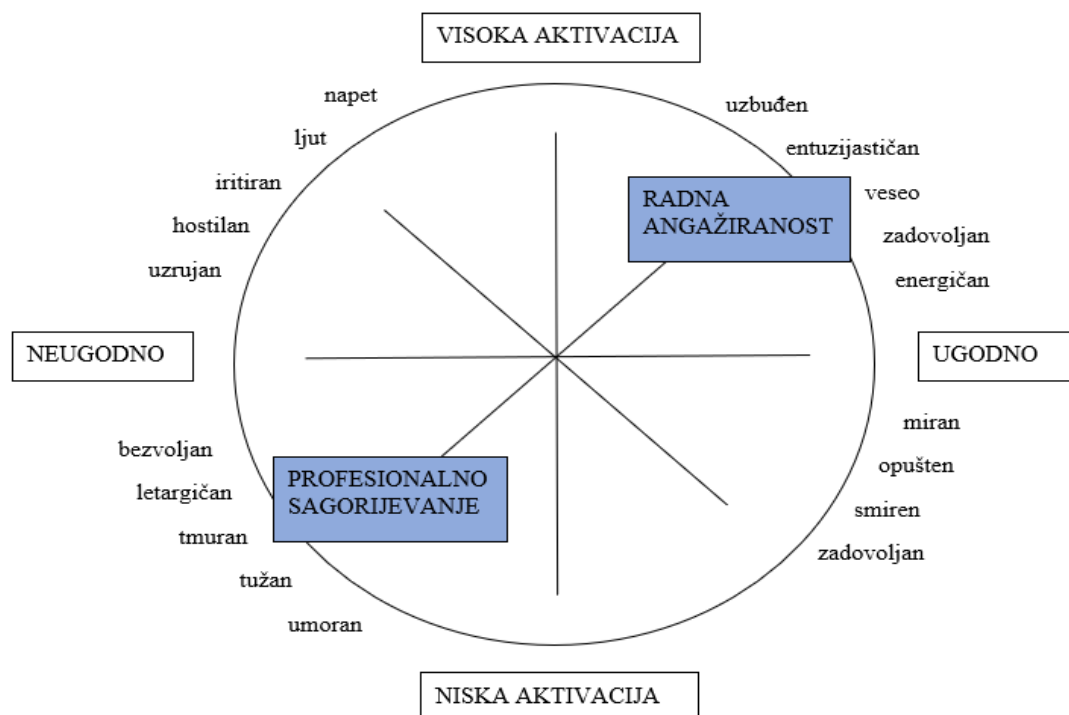 VISOKA AKTIVACIJA
napet
uzbuđen
ljut
entuzijastičan
iritiran
RADNA
ANGAŽIRANOST
veseo
hostilan
zadovoljan
uzrujan
energičan
NEUGODNO
UGODNO
miran
bezvoljan
opušten
letargičan
PROFESIONALNO
SAGORIJEVANJE
smiren
tmuran
zadovoljan
tužan
umoran
NISKA AKTIVACIJA